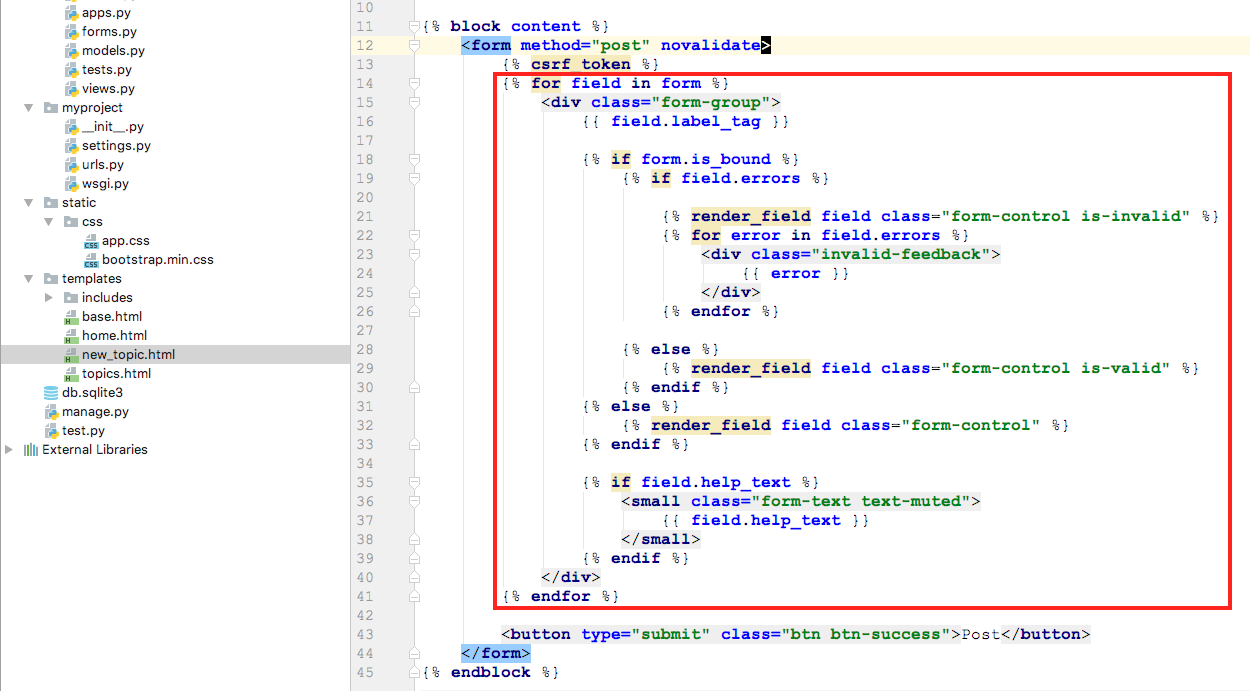 apps.py
forms.py
models.py
tests.py
views.py
myproject
__init__.py
settings.py
urls.py
wsgi.py
static
css
app.css
bootstrap.min.css
templates
includes
base.html
home.html
new_topic.html
topics.html
db.sqlite3
manage.py
test.py
External Libraries
10
11 {% block content %}
12 <form method="post" novalidate>
13 {% csrf_token %}
14 {% for field in form %}
15 <div class="form-group">
16 {{ field.label_tag }}
17
18 {% if form.is_bound %}
19 {% if field.errors %}
20
21 {% render_field field class="form-control is-invalid" %}
22 {% for error in field.errors %}
23 <div class="invalid-feedback">
24 {{ error }}
25 </div>
26 {% endfor %}
27
28 {% else %}
29 {% render_field field class="form-control is-valid" %}
30 {% endif %}
31 {% else %}
32 {% render_field field class="form-control" %}
33 {% endif %}
34
35 {% if field.help_text %}
36 <small class="form-text text-muted">
37 {{ field.help_text }}
38 </small>
39 {% endif %}
40 </div>
41 {% endfor %}
42
43 <button type="submit" class="btn btn-success">Post</button>
44 </form>
45 {% endblock %}